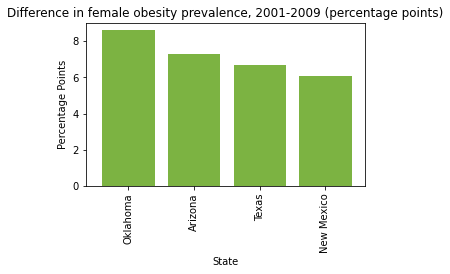 Difference in female obesity prevalence, 2001-2009 (percentage points)
8
6
4
2
0
Percentage Points
Oklahoma
Arizona
Texas
New Mexico
State